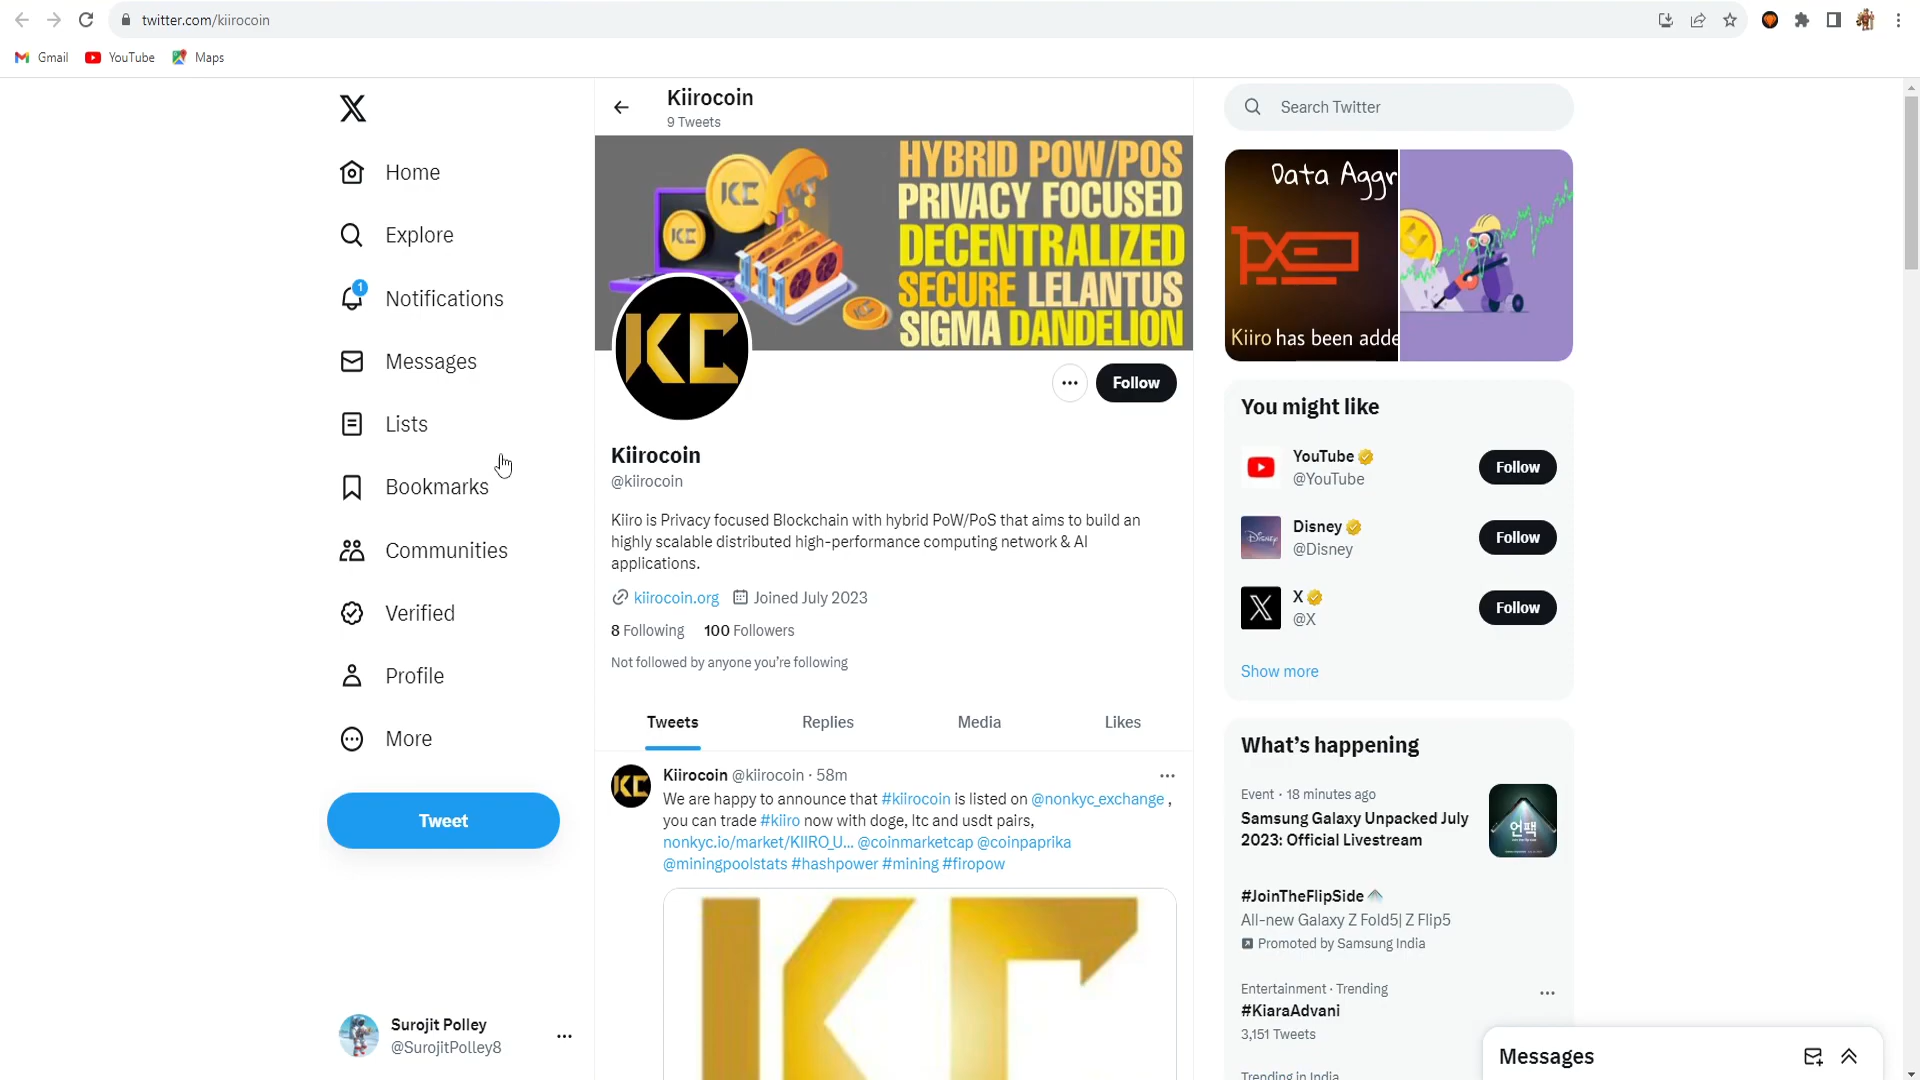 twitter.com/kiirocoin
Gmail
YouTube
Maps
Home
Explore
1
Notifications
Messages
Lists
Bookmarks
Communities
Verified
Profile
More
Tweet
Surojit Polley
@SurojitPolley8
Kiirocoin
9 Tweets
HYBRID POW/POS
PRIVACY FOCUSED
DECENTRALIZED
SECURE LELANTUS
SIGMA DANDELION
KC
Follow
Kiirocoin
@kiirocoin
Kiiro is Privacy focused Blockchain with hybrid PoW/PoS that aims to build an
highly scalable distributed high-performance computing network & AI
applications.
kiirocoin.org Joined July 2023
8 Following 100 Followers
Not followed by anyone you're following
Tweets Replies Media Likes
Kiirocoin @kiirocoin · 58m
We are happy to announce that #kiirocoin is listed on @nonkyc_exchange ,
you can trade #kiiro now with doge, ltc and usdt pairs,
nonkyc.io/market/KIIRO_U... @coinmarketcap @coinpaprika
@miningpoolstats #hashpower #mining #firopow
Search Twitter
Data Aggr
Kiiro has been adde
You might like
YouTube
@YouTube
Follow
Disney
@Disney
Follow
X
@X
Follow
Show more
What's happening
Event · 18 minutes ago
Samsung Galaxy Unpacked July
2023: Official Livestream
언팩
#JoinTheFlipSide
All-new Galaxy Z Fold5| Z Flip5
Promoted by Samsung India
Entertainment · Trending
#KiaraAdvani
3,151 Tweets
Trending in India
Messages